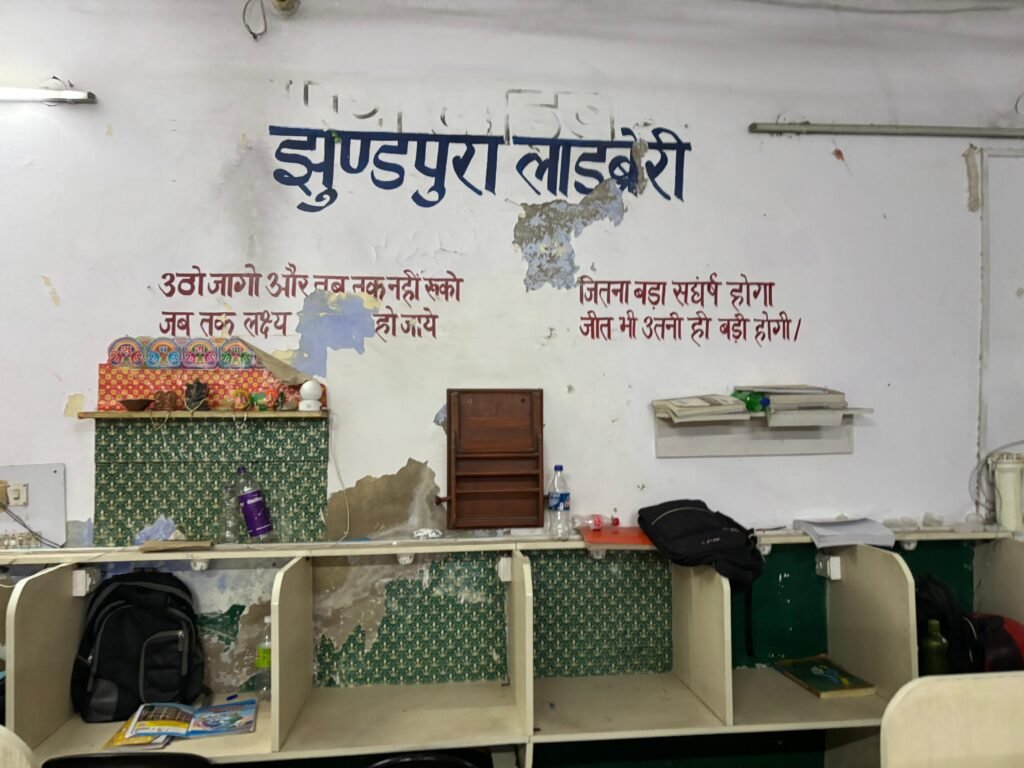 झुण्डपुरा लाइब्रेरी
उठो जागो और तब तक नहीं रूको
जब तक लक्ष्य हो जाये
जितना बड़ा संघर्ष होगा
जीत भी उतनी ही बड़ी होगी।